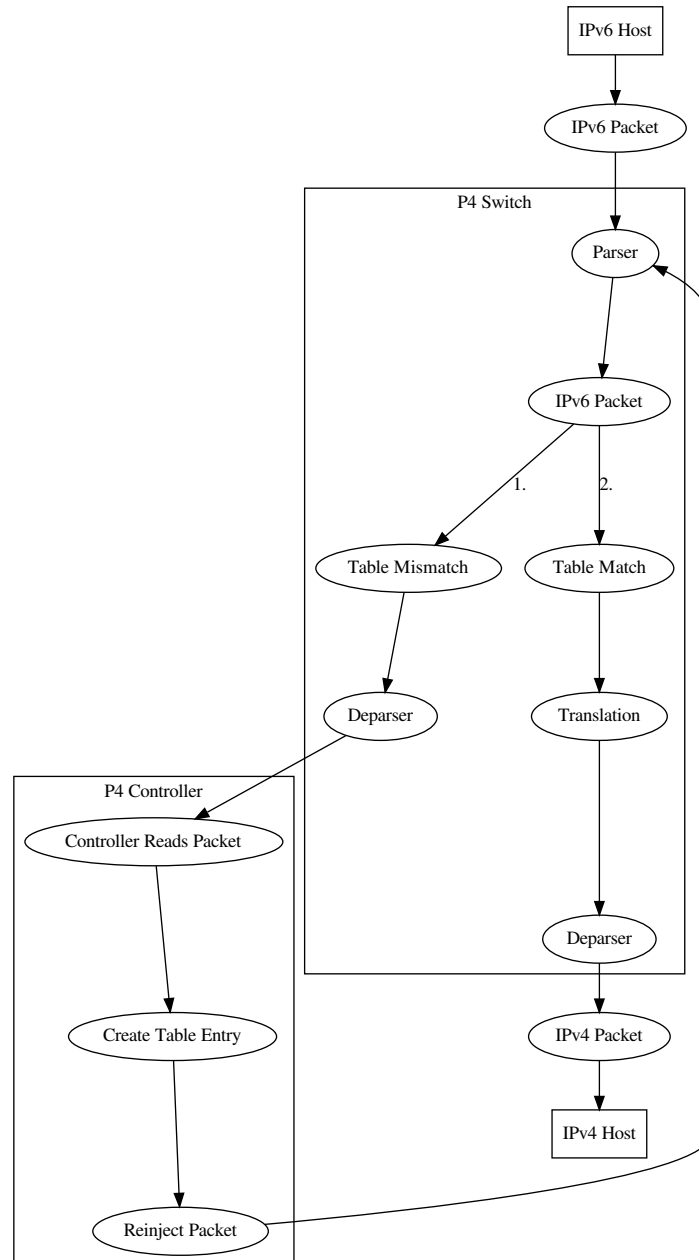 IPv6 Host
IPv6 Packet
P4 Switch
Parser
IPv6 Packet
1.
2.
Table Mismatch
Table Match
Deparser
Translation
P4 Controller
Controller Reads Packet
Deparser
Create Table Entry
IPv4 Packet
IPv4 Host
Reinject Packet